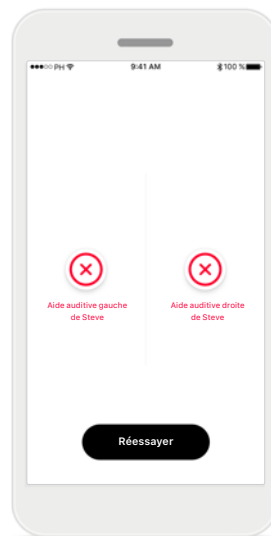 PH 9:41 AM 100 %
Aide auditive gauche
de Steve
Aide auditive droite
de Steve
Réessayer